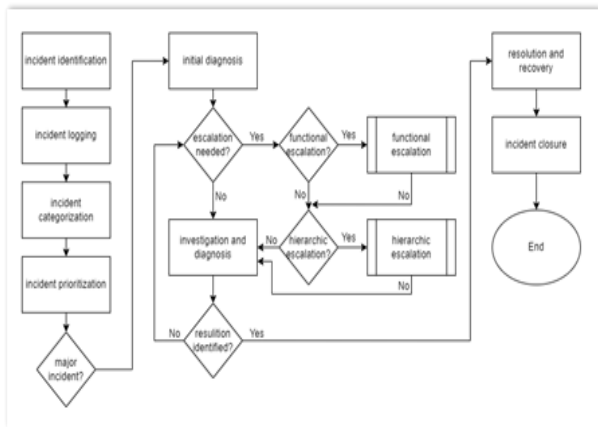 incident identification
incident logging
incident
categorization
incident prioritization
major
incident?
initial diagnosis
escalation
needed?
Yes
No
functional
escalation?
Yes
No
functional
escalation
No
hierarchic
escalation?
Yes
No
hierarchic
escalation
No
investigation and
diagnosis
resulition
identified?
No
Yes
resolution and
recovery
incident closure
End